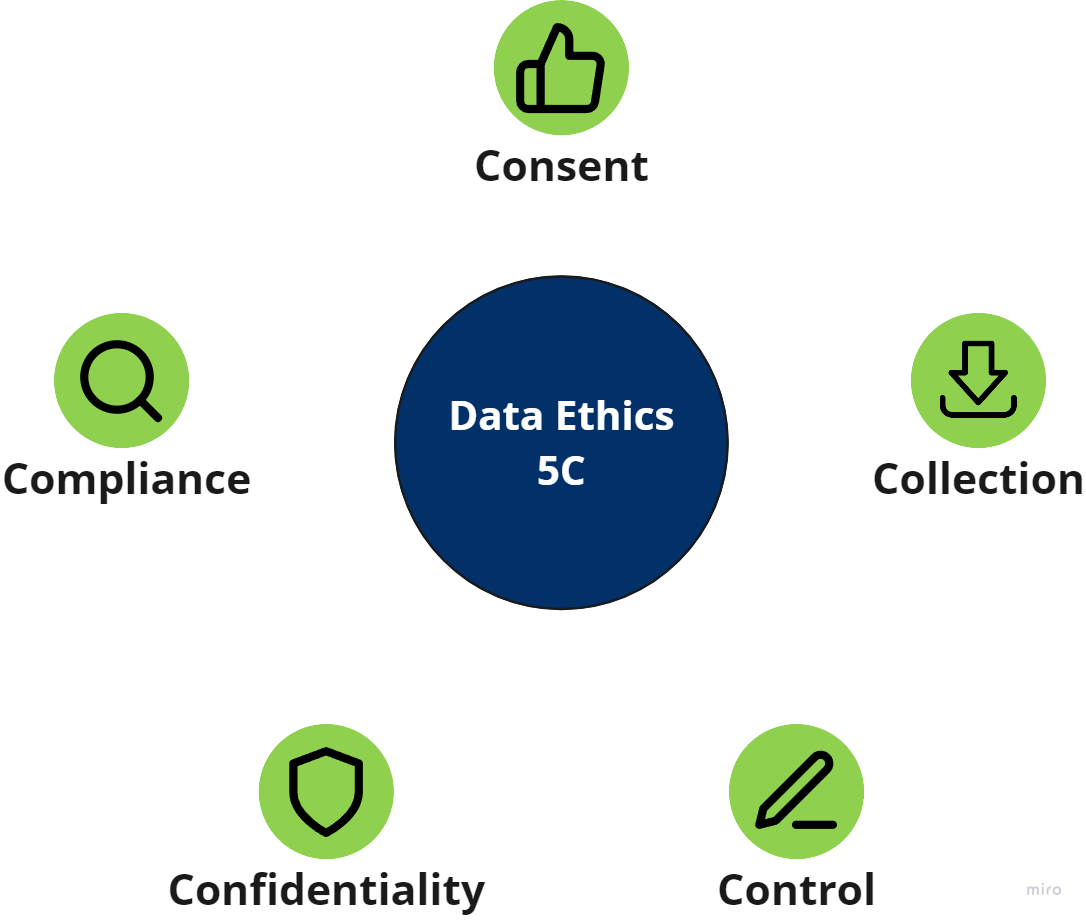 Consent
Data Ethics
5C
Compliance
Collection
Confidentiality
Control
miro